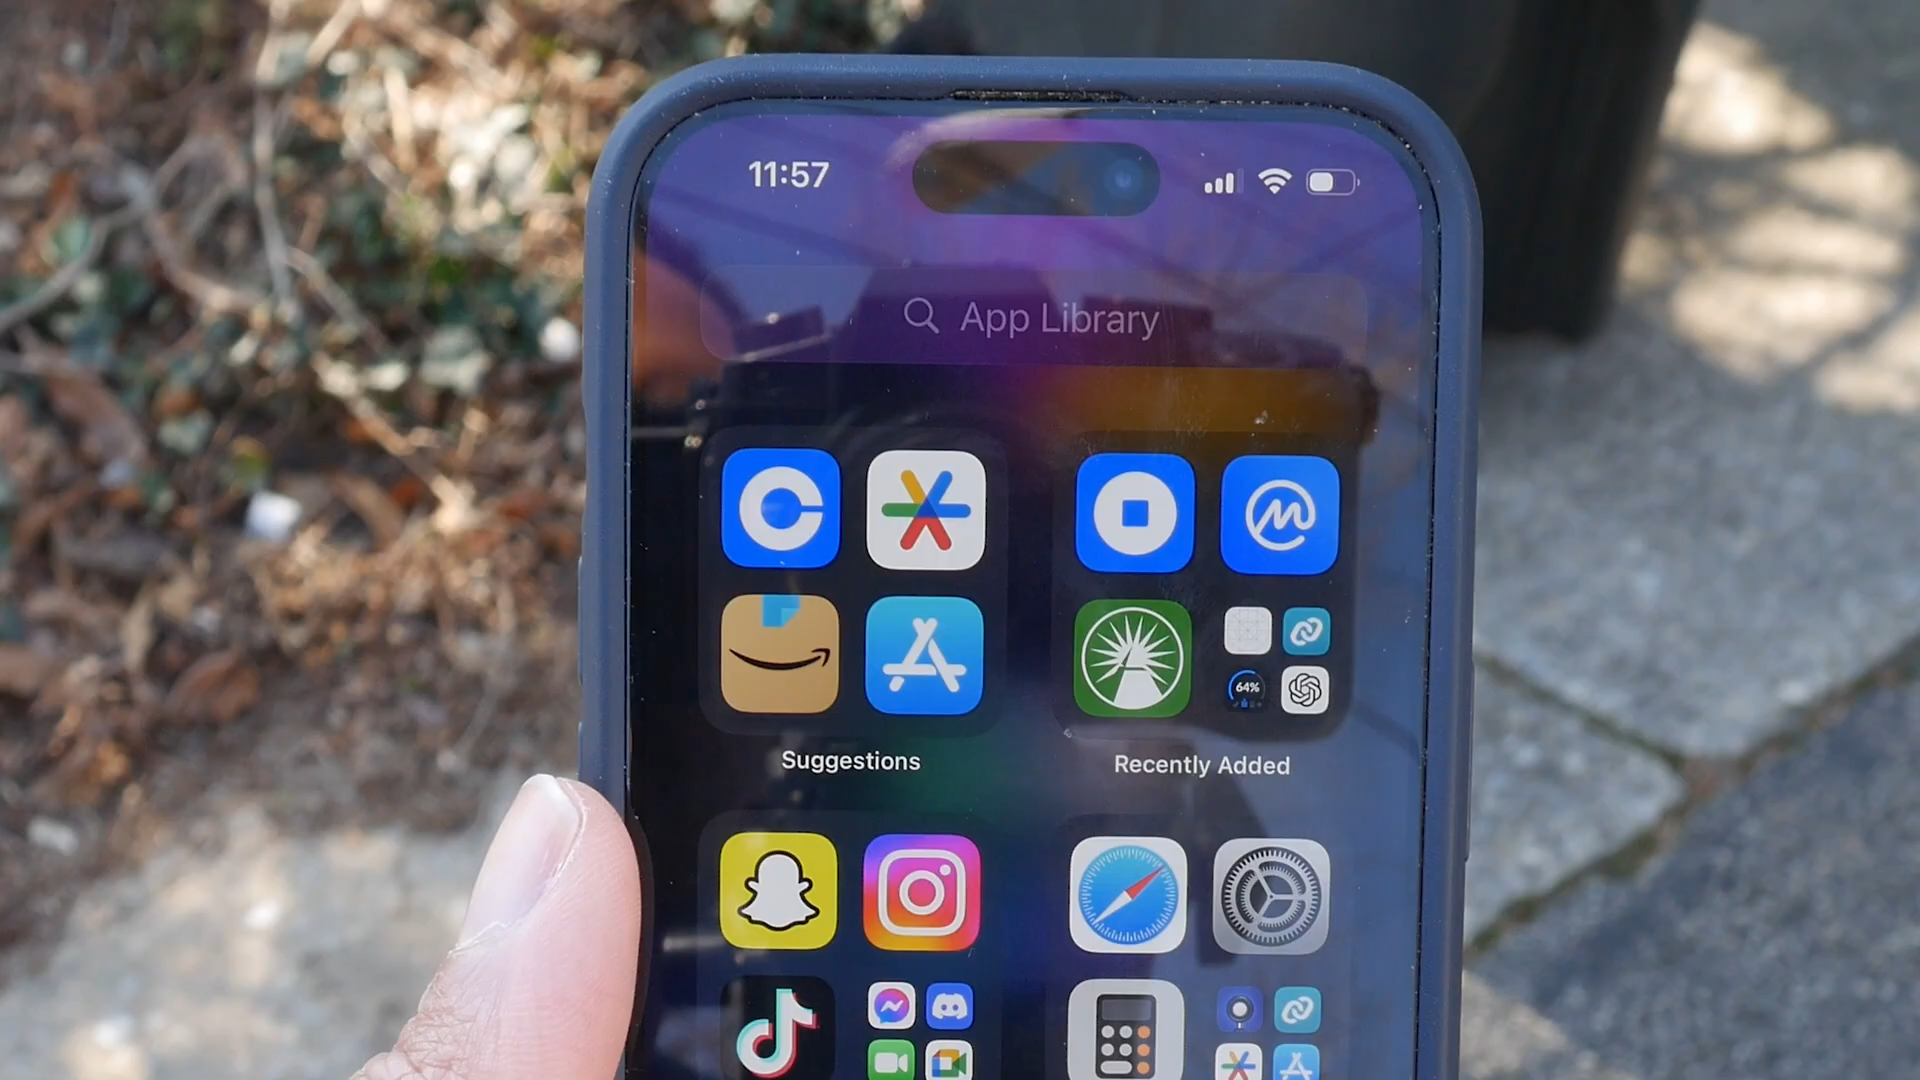 11:57
App Library
64%
Suggestions
Recently Added